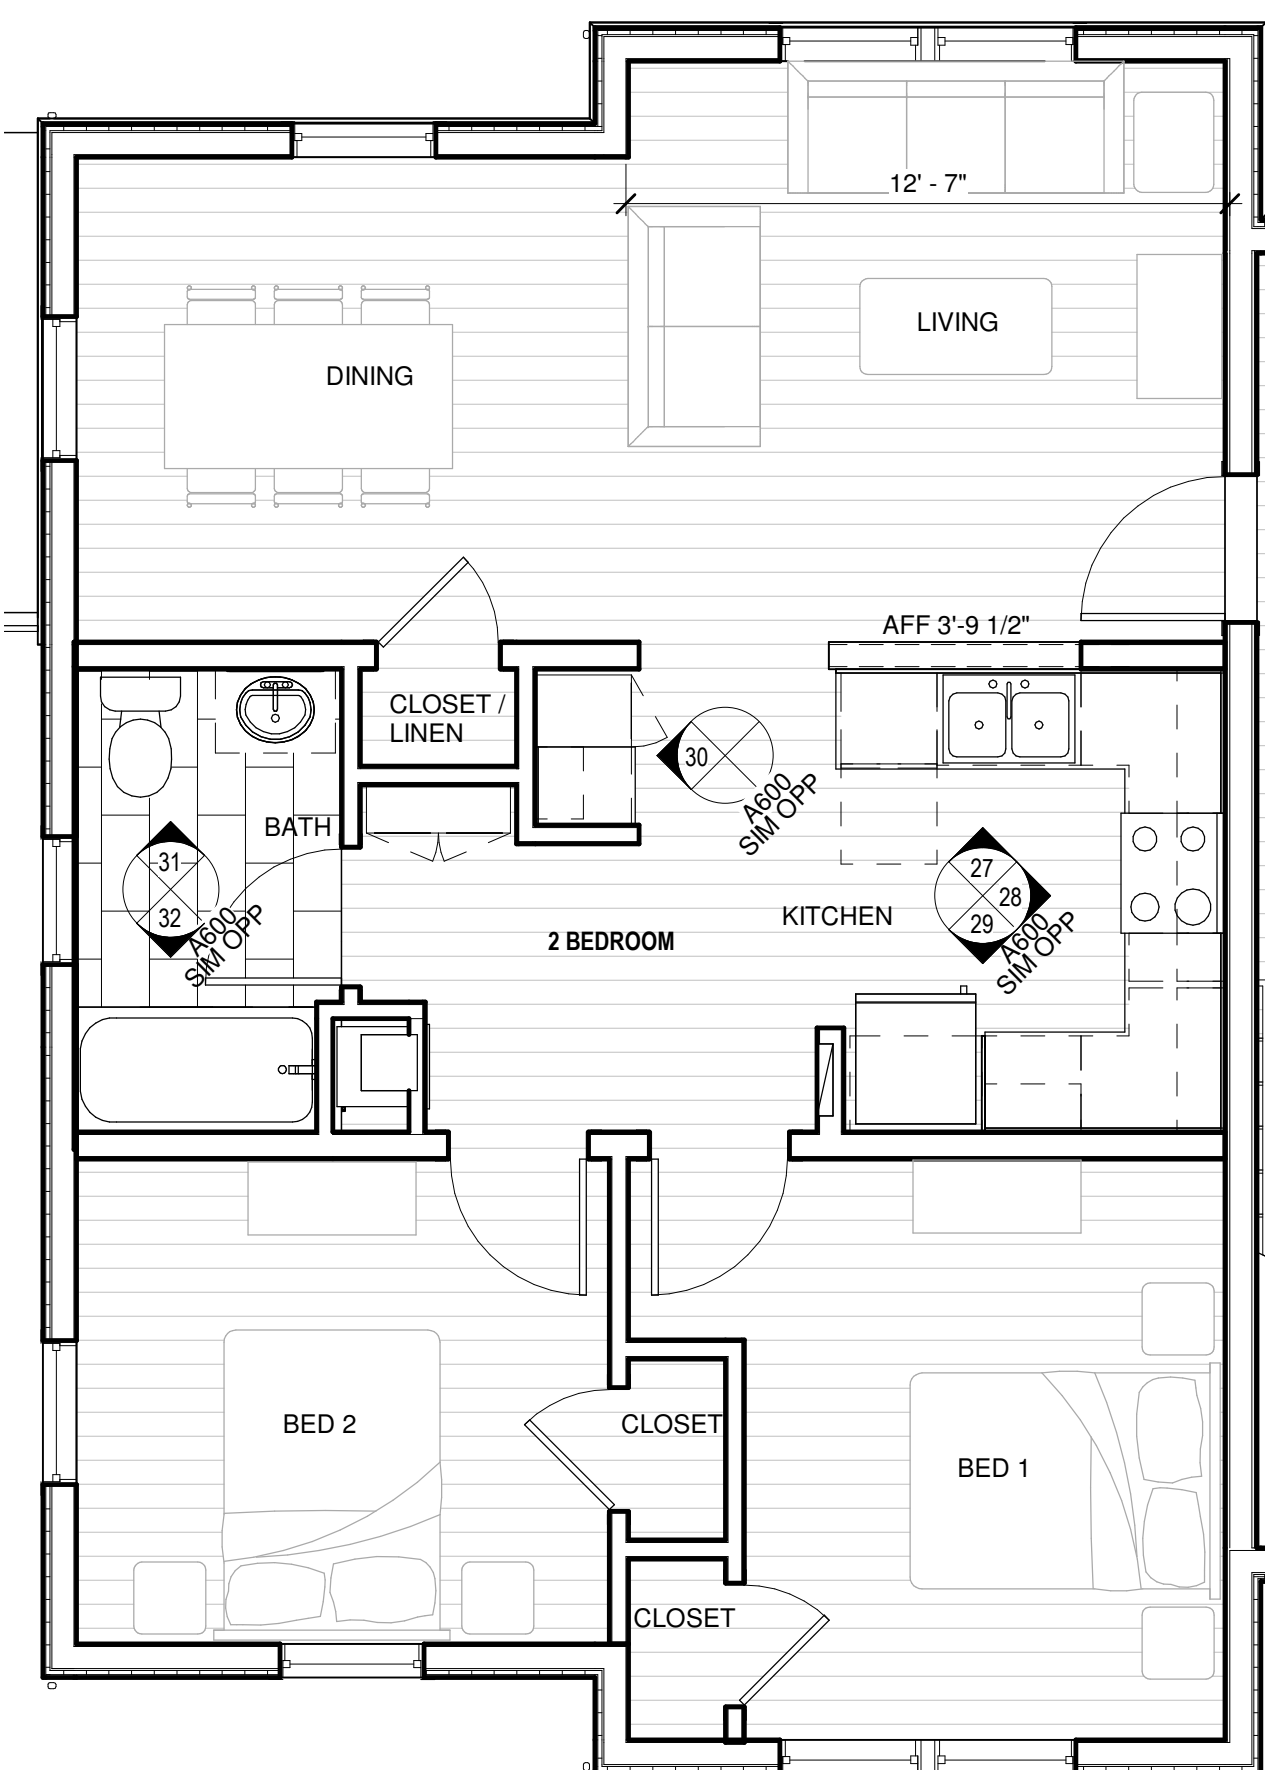 12' - 7"
LIVING
DINING
AFF 3'-9 1/2"
CLOSET /
LINEN
30
A600
SIM OPP
BATH
31
32
A600
SIM OPP
27
28
29
A600
SIM OPP
KITCHEN
2 BEDROOM
BED 2
CLOSET
BED 1
CLOSET